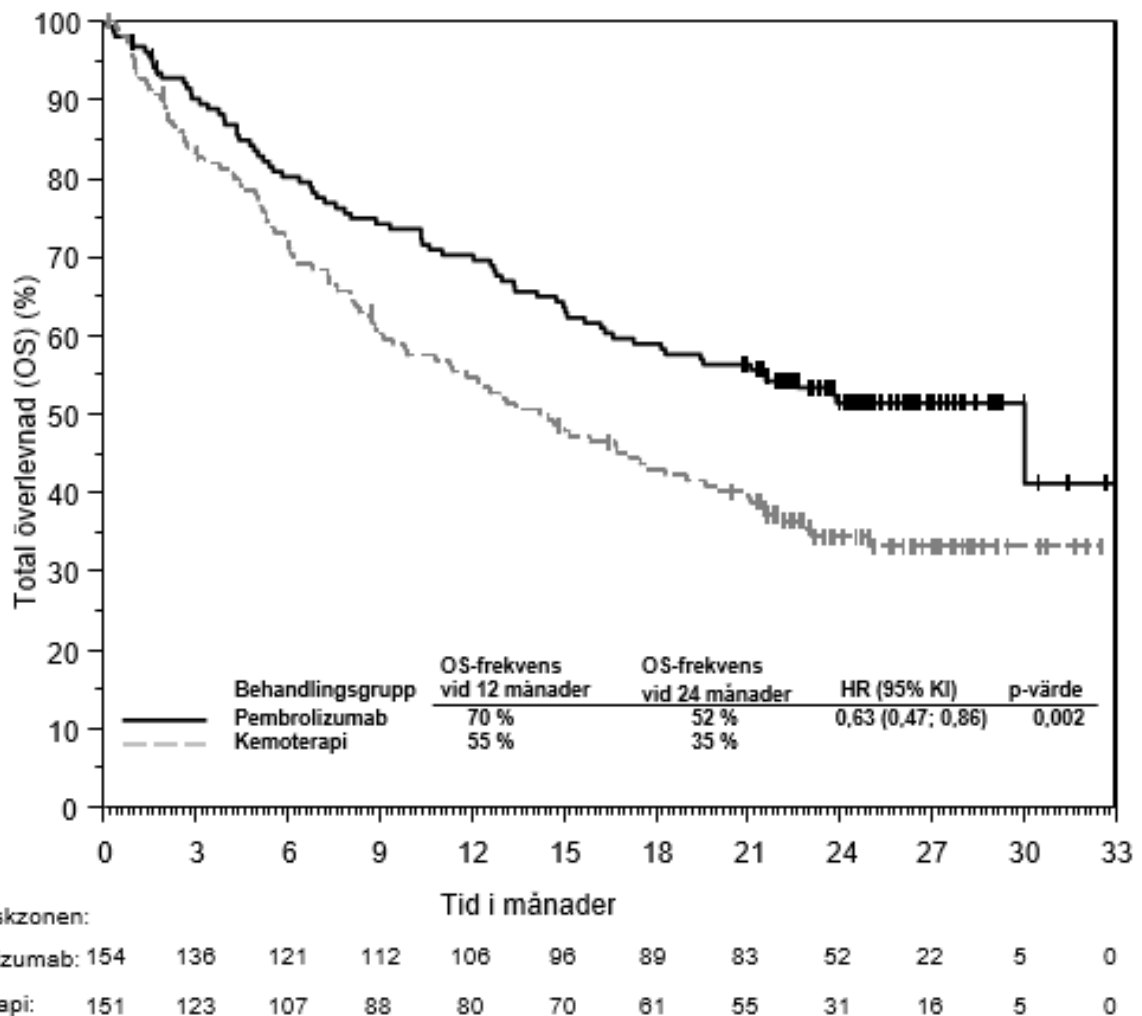 100
90
80
70
60
50
40
30
20
10
0
Total överlevnad (OS) (%)
OS-frekvens OS-frekvens
Behandlingsgrupp vid 12 månader vid 24 månader HR (95% KI) p-värde
Pembrolizumab 70 % 52 % 0,63 (0,47; 0,86) 0,002
Kemoterapi 55 % 35 %
0 3 6 9 12 15 18 21 24 27 30 33
Tid i månader
skzonen:
izumab: 154 136 121 112 106 96 89 83 52 22 5 0
api: 151 123 107 88 80 70 61 55 31 16 5 0